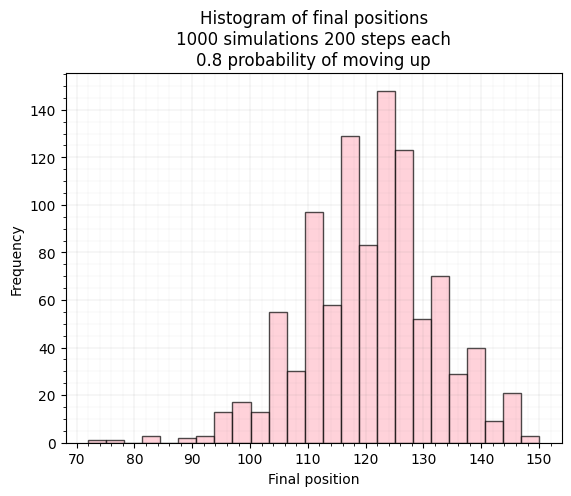 Histogram of final positions
1000 simulations 200 steps each
0.8 probability of moving up
Frequency
140
120
100
80
60
40
20
0
70 80 90 100 110 120 130 140 150
Final position